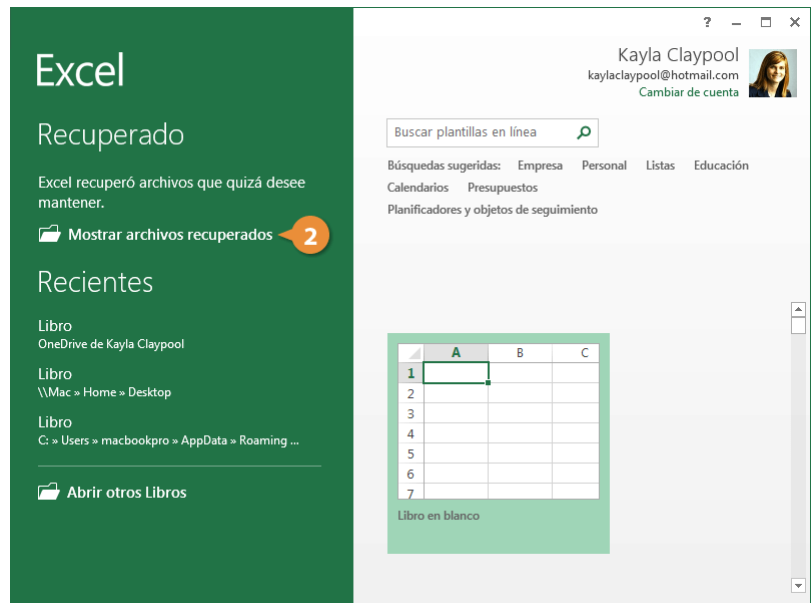 Excel
Recuperado
Excel recuperó archivos que quizá desee
mantener.
Mostrar archivos recuperados
2
Recientes
Libro
OneDrive de Kayla Claypool
Libro
\\Mac » Home » Desktop
Libro
C: » Users » macbookpro » AppData » Roaming ...
Abrir otros Libros
?
Kayla Claypool
kaylaclaypool@hotmail.com
Cambiar de cuenta
Buscar plantillas en línea
Búsquedas sugeridas: Empresa Personal Listas Educación
Calendarios Presupuestos
Planificadores y objetos de seguimiento
A B C
1
2
3
4
5
6
7
Libro en blanco